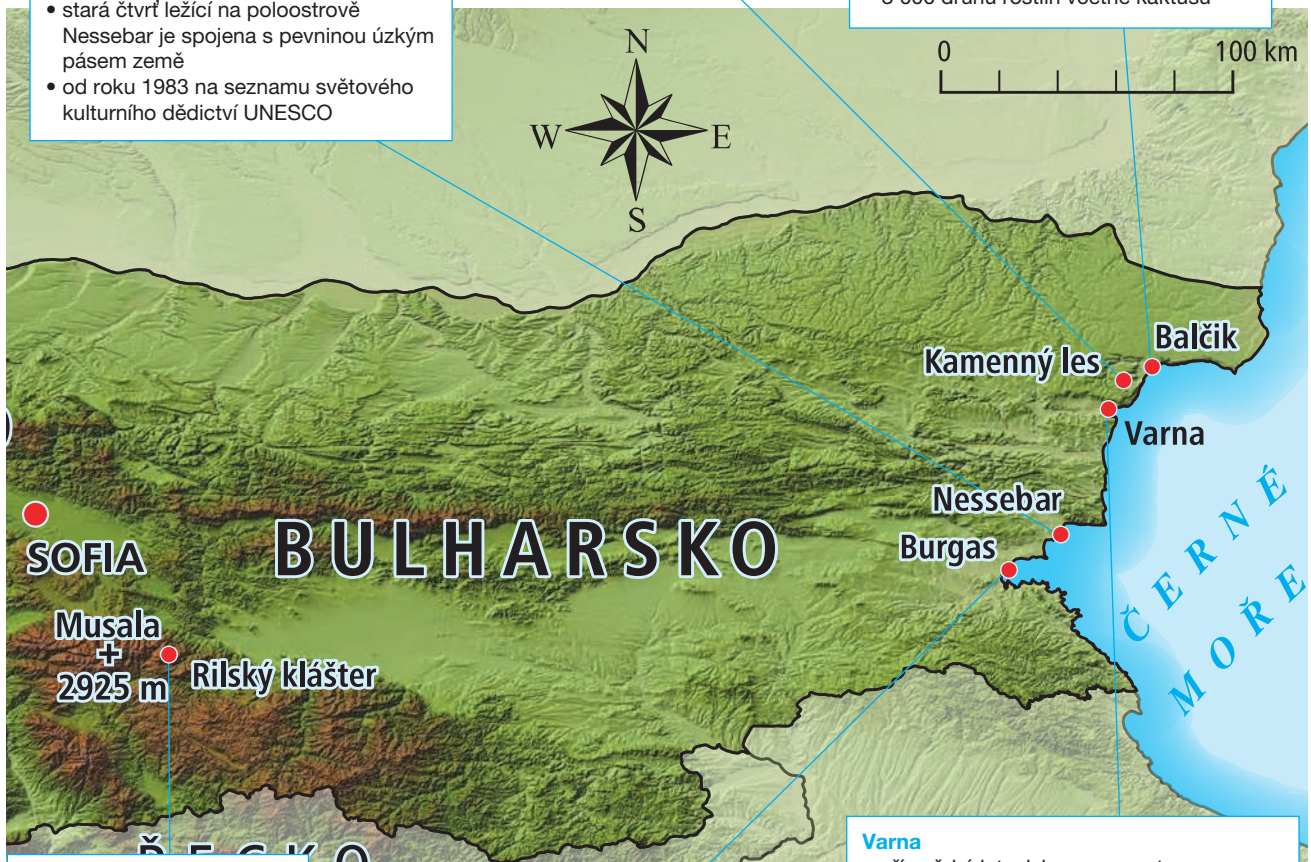 • stará čtvrť ležící na poloostrově
Nessebar je spojena s pevninou úzkým
pásem země
• od roku 1983 na seznamu světového
kulturního dědictví UNESCO
0 100 km
N
W E
S
Balčik
Kamenný les
Varna
Nessebar
Burgas
SOFIA
BULHARSKO
ČERNÉ
MOŘE
Musala
2925 m
Rilský klášter
ŘECKO
Varna